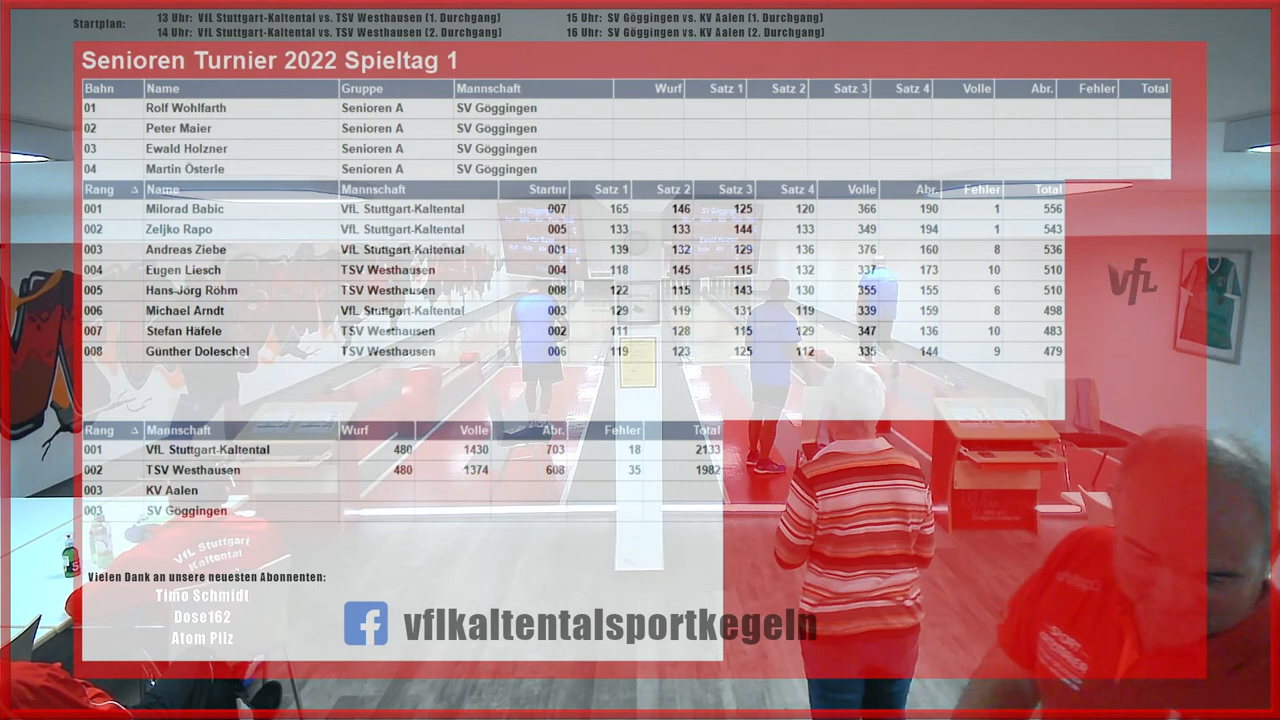 Startplan:
13 Uhr: VfL Stuttgart-Kaltental vs. TSV Westhausen (1. Durchgang)
14 Uhr: VfL Stuttgart-Kaltental vs. TSV Westhausen (2. Durchgang)
15 Uhr: SV Göggingen vs. KV Aalen (1. Durchgang)
16 Uhr: SV Göggingen vs. KV Aalen (2. Durchgang)
Senioren Turnier 2022 Spieltag 1
Bahn Name Gruppe Mannschaft Wurf Satz 1 Satz 2 Satz 3 Satz 4 Volle Abr. Fehler Total
01 Rolf Wohlfarth Senioren A SV Göggingen
02 Peter Maier Senioren A SV Göggingen
03 Ewald Holzner Senioren A SV Göggingen
04 Martin Österle Senioren A SV Göggingen
Rang Name Mannschaft Startnr Satz 1 Satz 2 Satz 3 Satz 4 Volle Abr. Fehler Total
001 Milorad Babic VfL Stuttgart-Kaltental 007 165 146 125 120 366 190 1 556
002 Zeljko Rapo VfL Stuttgart-Kaltental 005 133 133 144 133 349 194 1 543
003 Andreas Ziebe VfL Stuttgart-Kaltental 001 139 132 129 136 376 160 8 536
004 Eugen Liesch TSV Westhausen 004 118 145 115 132 337 173 10 510
005 Hans-Jörg Röhm TSV Westhausen 008 122 115 143 130 355 155 6 510
006 Michael Arndt VfL Stuttgart-Kaltental 003 129 119 131 119 339 159 8 498
007 Stefan Häfele TSV Westhausen 002 111 128 115 129 347 136 10 483
008 Günther Doleschel TSV Westhausen 006 119 123 125 112 335 144 9 479
Rang Mannschaft Wurf Volle Abr. Fehler Total
001 VfL Stuttgart-Kaltental 480 1430 703 18 2133
002 TSV Westhausen 480 1374 608 35 1982
003 KV Aalen
003 SV Göggingen
VfL Stuttgart
Kaltental
Vielen Dank an unsere neuesten Abonnenten:
Timo Schmidt
Dose162
Atom Pilz
f vflkaltentalsportkegeln
VfL
VfL